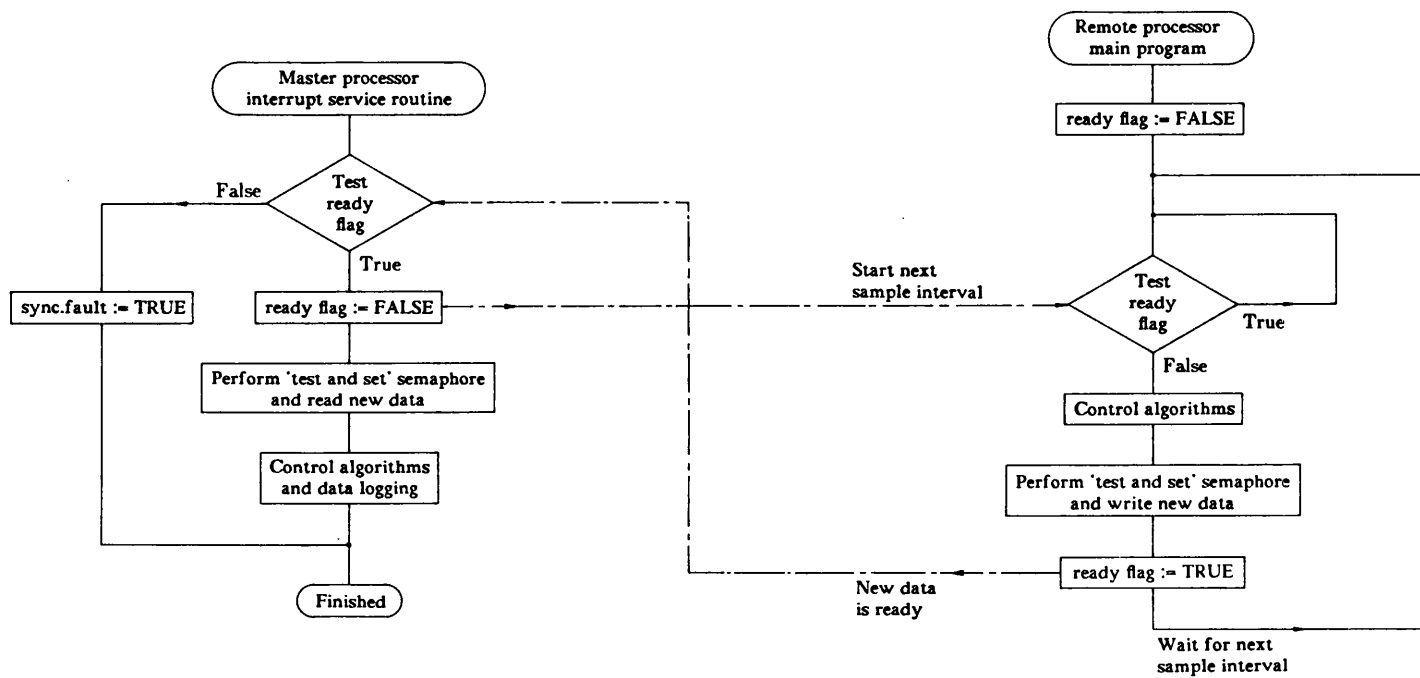 Master processor
interrupt service routine
Test
ready
flag
False
True
sync.fault := TRUE
ready flag := FALSE
Perform 'test and set' semaphore
and read new data
Control algorithms
and data logging
Finished
Start next
sample interval
New data
is ready
Remote processor
main program
ready flag := FALSE
Test
ready
flag
True
False
Control algorithms
Perform 'test and set' semaphore
and write new data
ready flag := TRUE
Wait for next
sample interval